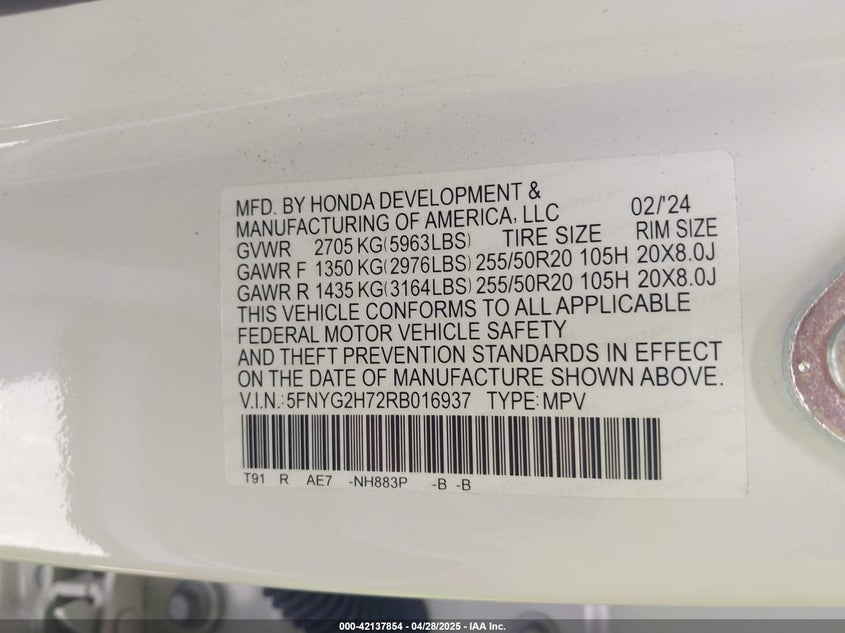 MFD. BY HONDA DEVELOPMENT &
MANUFACTURING OF AMERICA, LLC 02/'24
GVWR 2705 KG(5963LBS) TIRE SIZE RIM SIZE
GAWR F 1350 KG(2976LBS) 255/50R20 105H 20X8.0J
GAWR R 1435 KG(3164LBS) 255/50R20 105H 20X8.0J
THIS VEHICLE CONFORMS TO ALL APPLICABLE
FEDERAL MOTOR VEHICLE SAFETY
AND THEFT PREVENTION STANDARDS IN EFFECT
ON THE DATE OF MANUFACTURE SHOWN ABOVE.
V.I.N.:5FNYG2H72RB016937 TYPE:MPV
T91 R AE7 -NH883P -B -B
000-42137854 | 04/28/2025 - IAA Inc.